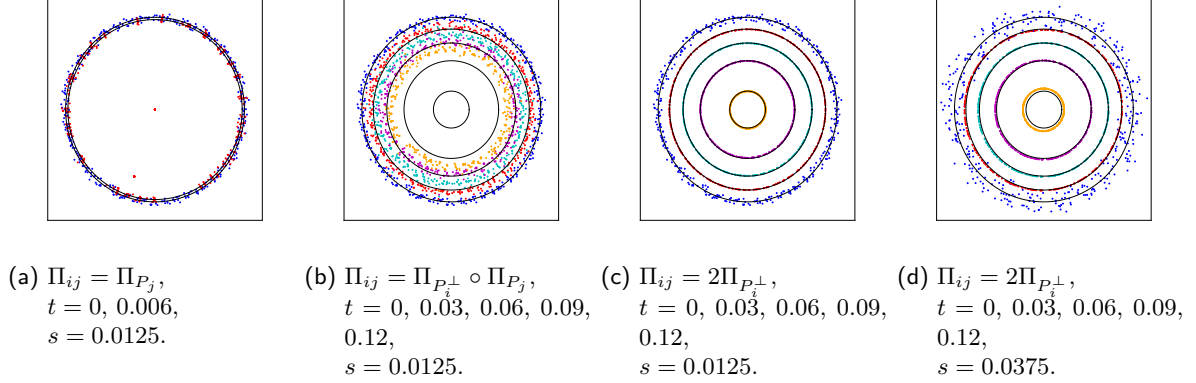 (a) Π_{ij} = Π_{P_j},
t = 0, 0.006,
s = 0.0125.
(b) Π_{ij} = Π_{P_i^⊥} ∘ Π_{P_j},
t = 0, 0.03, 0.06, 0.09,
0.12,
s = 0.0125.
(c) Π_{ij} = 2Π_{P_i^⊥},
t = 0, 0.03, 0.06, 0.09,
0.12,
s = 0.0125.
(d) Π_{ij} = 2Π_{P_i^⊥},
t = 0, 0.03, 0.06, 0.09,
0.12,
s = 0.0375.